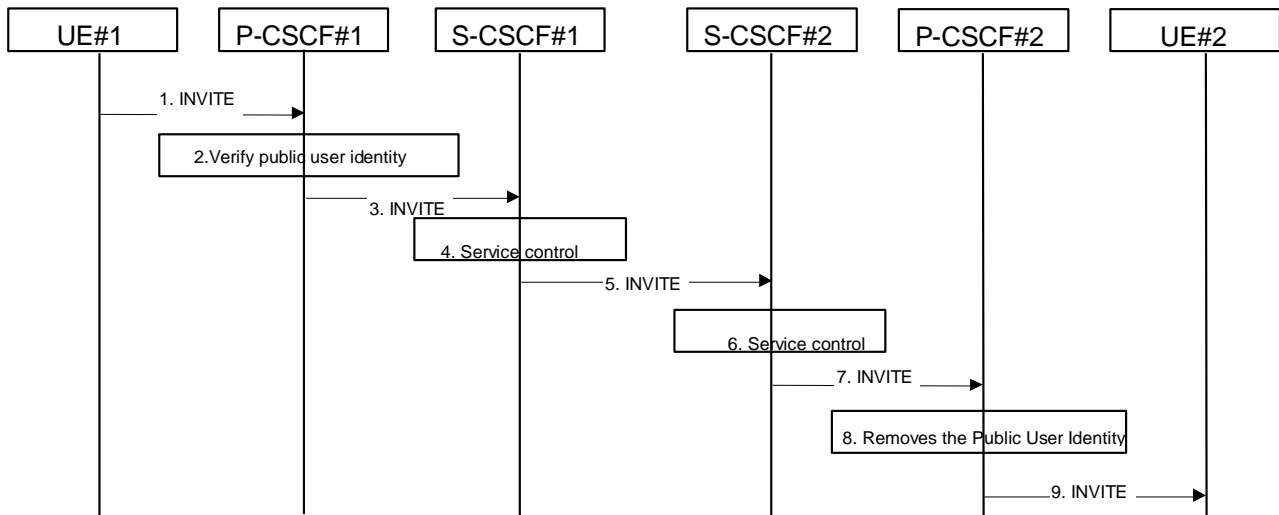 UE#1
P-CSCF#1
S-CSCF#1
S-CSCF#2
P-CSCF#2
UE#2
1. INVITE
2.Verify public user identity
3. INVITE
4. Service control
5. INVITE
6. Service control
7. INVITE
8. Removes the Public User Identity
9. INVITE